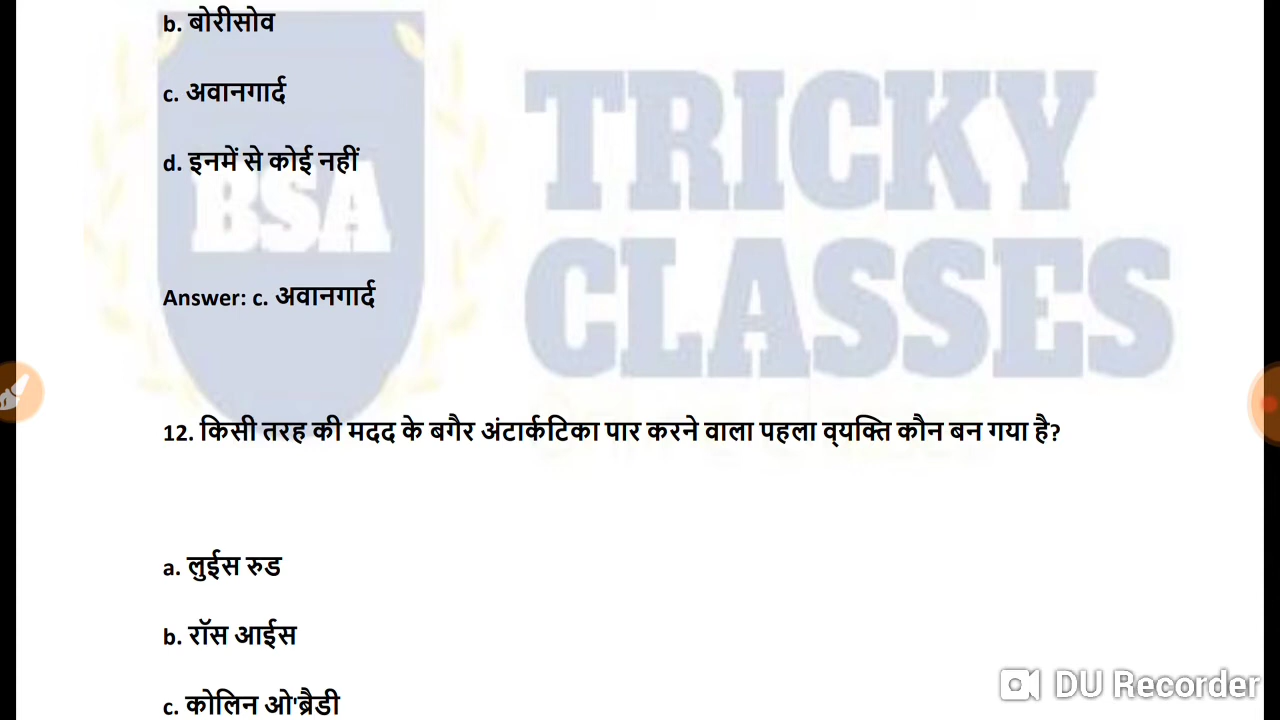 b. बोरीसोव
c. अवानगार्द
d. इनमें से कोई नहीं
BSA
TRICKY
CLASSES
Answer: c. अवानगार्द
12. किसी तरह की मदद के बगैर अंटार्कटिका पार करने वाला पहला व्यक्ति कौन बन गया है?
a. लुईस रुड
b. रॉस आईस
c. कोलिन ओ'ब्रैडी
DU Recorder